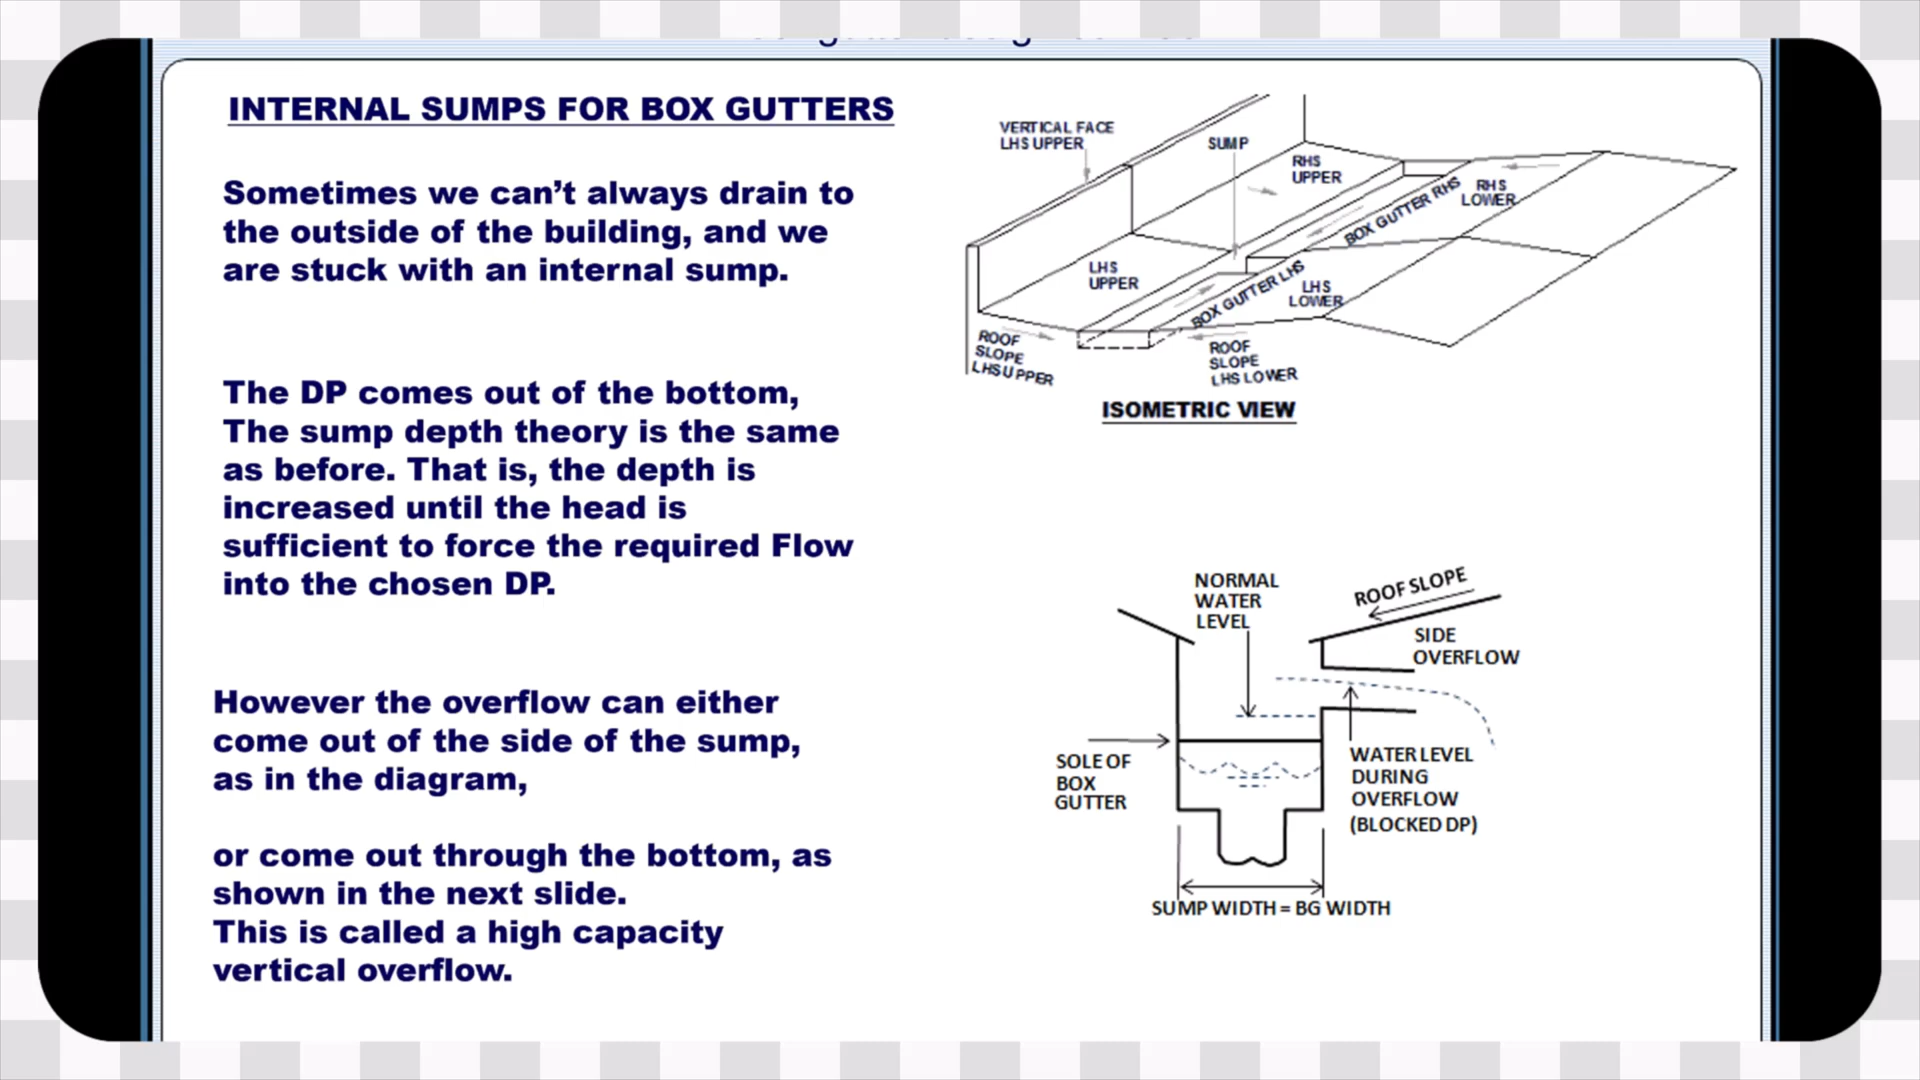 INTERNAL SUMPS FOR BOX GUTTERS
Sometimes we can't always drain to
the outside of the building, and we
are stuck with an internal sump.
The DP comes out of the bottom,
The sump depth theory is the same
as before. That is, the depth is
increased until the head is
sufficient to force the required Flow
into the chosen DP.
However the overflow can either
come out of the side of the sump,
as in the diagram,
or come out through the bottom, as
shown in the next slide.
This is called a high capacity
vertical overflow.
VERTICAL FACE
LHS UPPER
SUMP
RHS
UPPER
RHS
LOWER
BOX GUTTER RHS
LHS
UPPER
BOX GUTTER LHS
LHS
LOWER
ROOF
SLOPE
LHS UPPER
ROOF
SLOPE
LHS LOWER
ISOMETRIC VIEW
NORMAL
WATER
LEVEL
ROOF SLOPE
SIDE
OVERFLOW
SOLE OF
BOX
GUTTER
WATER LEVEL
DURING
OVERFLOW
(BLOCKED DP)
SUMP WIDTH = BG WIDTH